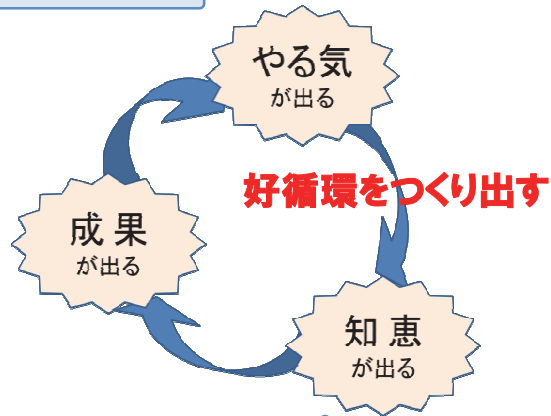 やる気
が出る
好循環をつくり出す
成果
が出る
知恵
が出る